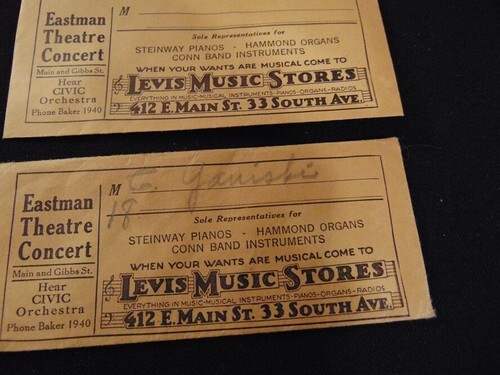 Eastman
Theatre
Concert
Main and Gibbs St.
Hear
CIVIC
Orchestra
Phone Baker 1940
M
Sole Representatives for
STEINWAY PIANOS - HAMMOND ORGANS
CONN BAND INSTRUMENTS
WHEN YOUR WANTS ARE MUSICAL COME TO
LEVIS MUSIC STORES
EVERYTHING IN MUSIC-MUSICAL INSTRUMENTS-PIANOS-ORGANS-RADIOS
412 E. MAIN ST. 33 SOUTH AVE.
Eastman
Theatre
Concert
Main and Gibbs St.
Hear
CIVIC
Orchestra
Phone Baker 1940
M
18
Sole Representatives for
STEINWAY PIANOS - HAMMOND ORGANS
CONN BAND INSTRUMENTS
WHEN YOUR WANTS ARE MUSICAL COME TO
LEVIS MUSIC STORES
EVERYTHING IN MUSIC-MUSICAL INSTRUMENTS-PIANOS-ORGANS-RADIOS
412 E. MAIN ST. 33 SOUTH AVE.